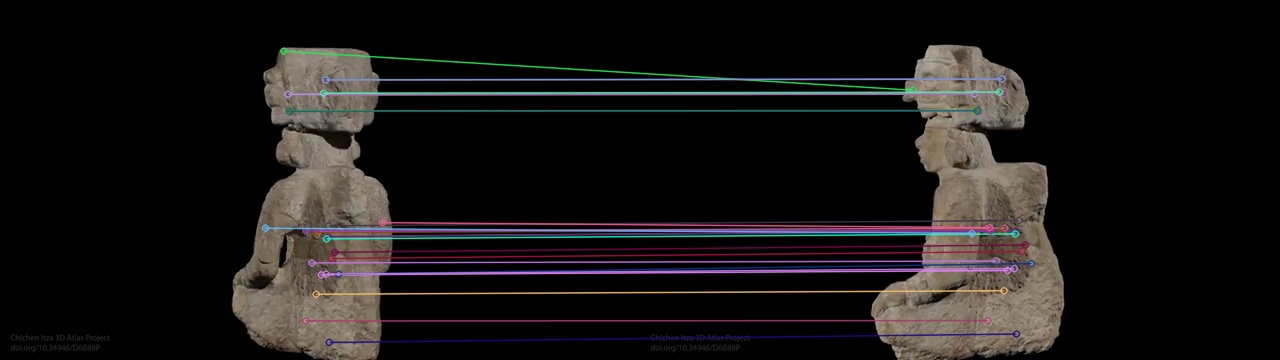 Chichen Itza 3D Atlas Project
doi.org/10.34946/D6B88P
Chichen Itza 3D Atlas Project
doi.org/10.34946/D6B88P